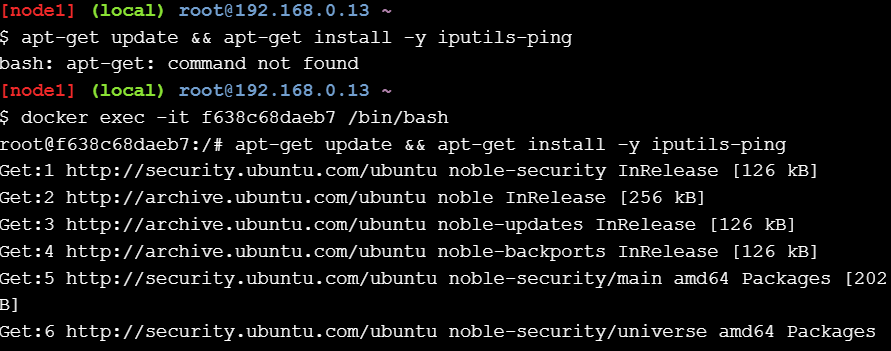 [node1] (local) root@192.168.0.13 ~
$ apt-get update && apt-get install -y iputils-ping
bash: apt-get: command not found
[node1] (local) root@192.168.0.13 ~
$ docker exec -it f638c68daeb7 /bin/bash
root@f638c68daeb7:/# apt-get update && apt-get install -y iputils-ping
Get:1 http://security.ubuntu.com/ubuntu noble-security InRelease [126 kB]
Get:2 http://archive.ubuntu.com/ubuntu noble InRelease [256 kB]
Get:3 http://archive.ubuntu.com/ubuntu noble-updates InRelease [126 kB]
Get:4 http://archive.ubuntu.com/ubuntu noble-backports InRelease [126 kB]
Get:5 http://security.ubuntu.com/ubuntu noble-security/main amd64 Packages [202
B]
Get:6 http://security.ubuntu.com/ubuntu noble-security/universe amd64 Packages